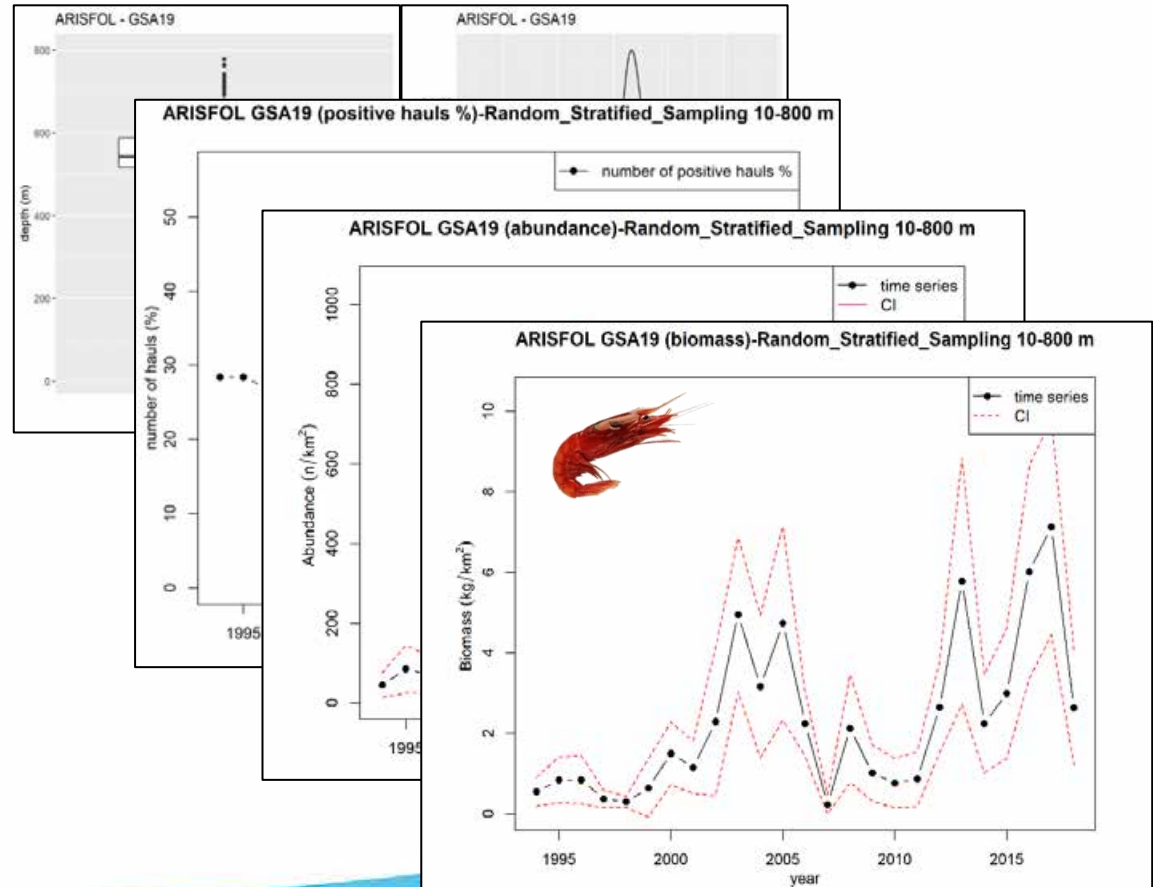 ARISFOL - GSA19
800
600
400
200
0
depth (m)
ARISFOL - GSA19
ARISFOL GSA19 (positive hauls %)-Random_Stratified_Sampling 10-800 m
number of positive hauls %
50
40
30
20
10
0
number of hauls (%)
1995
ARISFOL GSA19 (abundance)-Random_Stratified_Sampling 10-800 m
time series
CI
1000
800
600
400
200
0
Abundance (n/km²)
ARISFOL GSA19 (biomass)-Random_Stratified_Sampling 10-800 m
time series
CI
10
8
6
4
2
0
Biomass (kg/km²)
1995
2000
2005
2010
2015
year